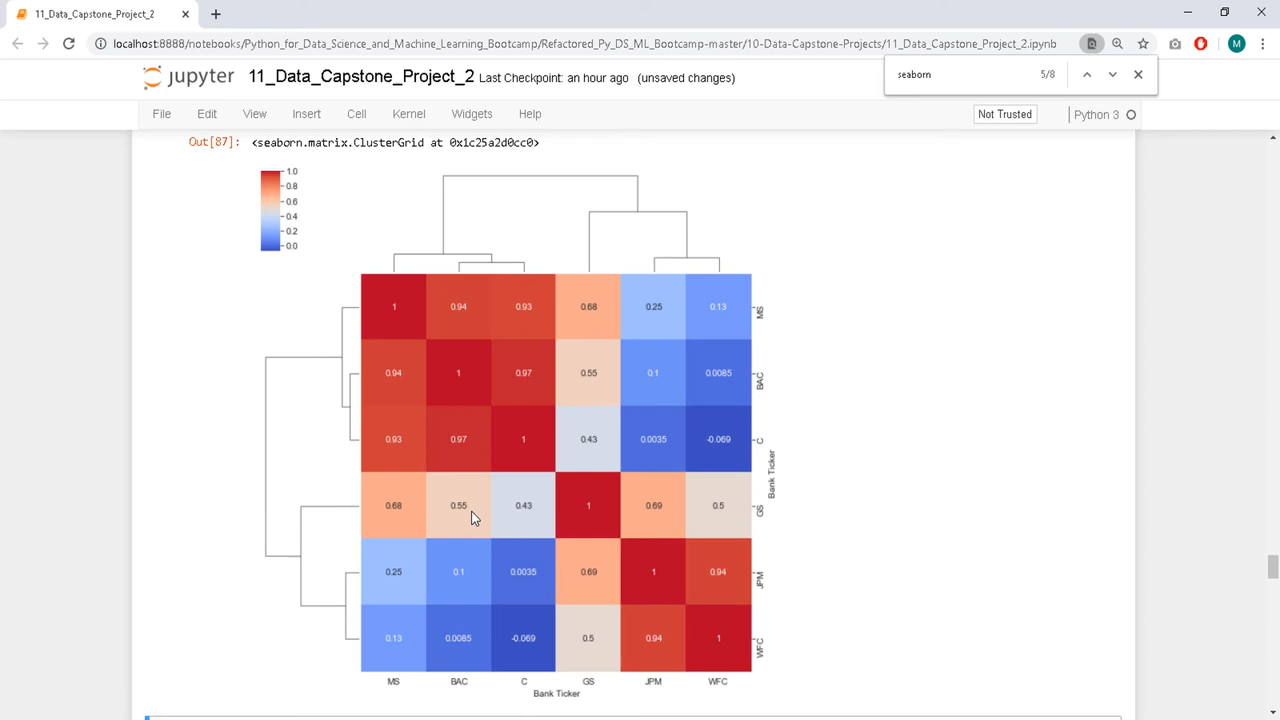 11_Data_Capstone_Project_2
localhost:8888/notebooks/Python_for_Data_Science_and_Machine_Learning_Bootcamp/Refactored_Py_DS_ML_Bootcamp-master/10-Data-Capstone-Projects/11_Data_Capstone_Project_2.ipynb
M
seaborn 5/8
jupyter 11_Data_Capstone_Project_2 Last Checkpoint: an hour ago (unsaved changes)
File Edit View Insert Cell Kernel Widgets Help
Not Trusted
Python 3
Out[87]: <seaborn.matrix.ClusterGrid at 0x1c25a2d0cc0>
1.0
0.8
0.6
0.4
0.2
0.0
1 0.94 0.93 0.68 0.25 0.13 MS
0.94 1 0.97 0.55 0.1 0.0085 BAC
0.93 0.97 1 0.43 0.0035 -0.069 C
Bank Ticker
0.68 0.55 0.43 1 0.69 0.5 GS
0.25 0.1 0.0035 0.69 1 0.94 JPM
0.13 0.0085 -0.069 0.5 0.94 1 WFC
MS BAC C GS JPM WFC
Bank Ticker